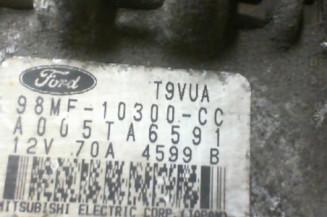 Ford T9VUA
98MF-10300-CC
A005TA6591
12V 70A 4599 B
MITSUBISHI ELECTRIC CORP.